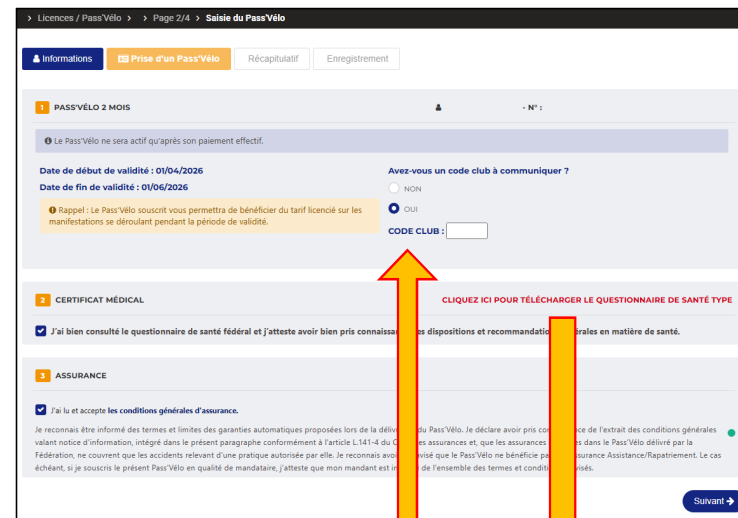 > Licences / Pass'Vélo > > Page 2/4 > Saisie du Pass'Vélo
Informations Prise d'un Pass'Vélo Récapitulatif Enregistrement
1 PASS'VÉLO 2 MOIS - N° :
Le Pass'Vélo ne sera actif qu'après son paiement effectif.
Date de début de validité : 01/04/2026
Date de fin de validité : 01/06/2026
Rappel : Le Pass'Vélo souscrit vous permettra de bénéficier du tarif licencié sur les
manifestations se déroulant pendant la période de validité.
Avez-vous un code club à communiquer ?
NON
OUI
CODE CLUB :
2 CERTIFICAT MÉDICAL CLIQUEZ ICI POUR TÉLÉCHARGER LE QUESTIONNAIRE DE SANTÉ TYPE
J'ai bien consulté le questionnaire de santé fédéral et j'atteste avoir bien pris es dispositions et recommandatio rales en matière de santé.
3 ASSURANCE
J'ai lu et accepte les conditions générales d'assurance.
Je reconnais être informé des termes et limites des garanties automatiques proposées lors de la déliv du Pass'Vélo. Je déclare avoir pris co ce de l'extrait des conditions générales
valant notice d'information, intégré dans le présent paragraphe conformément à l'article L.141-4 du C es assurances et, que les assurances es dans le Pass'Vélo délivré par la
Fédération, ne couvrent que les accidents relevant d'une pratique autorisée par elle. Je reconnais avo visé que le Pass'Vélo ne bénéficie pa ssurance Assistance/Rapatriement. Le cas
échéant, si je souscris le présent Pass'Vélo en qualité de mandataire, j'atteste que mon mandant est in de l'ensemble des termes et conditi visés.
Suivant